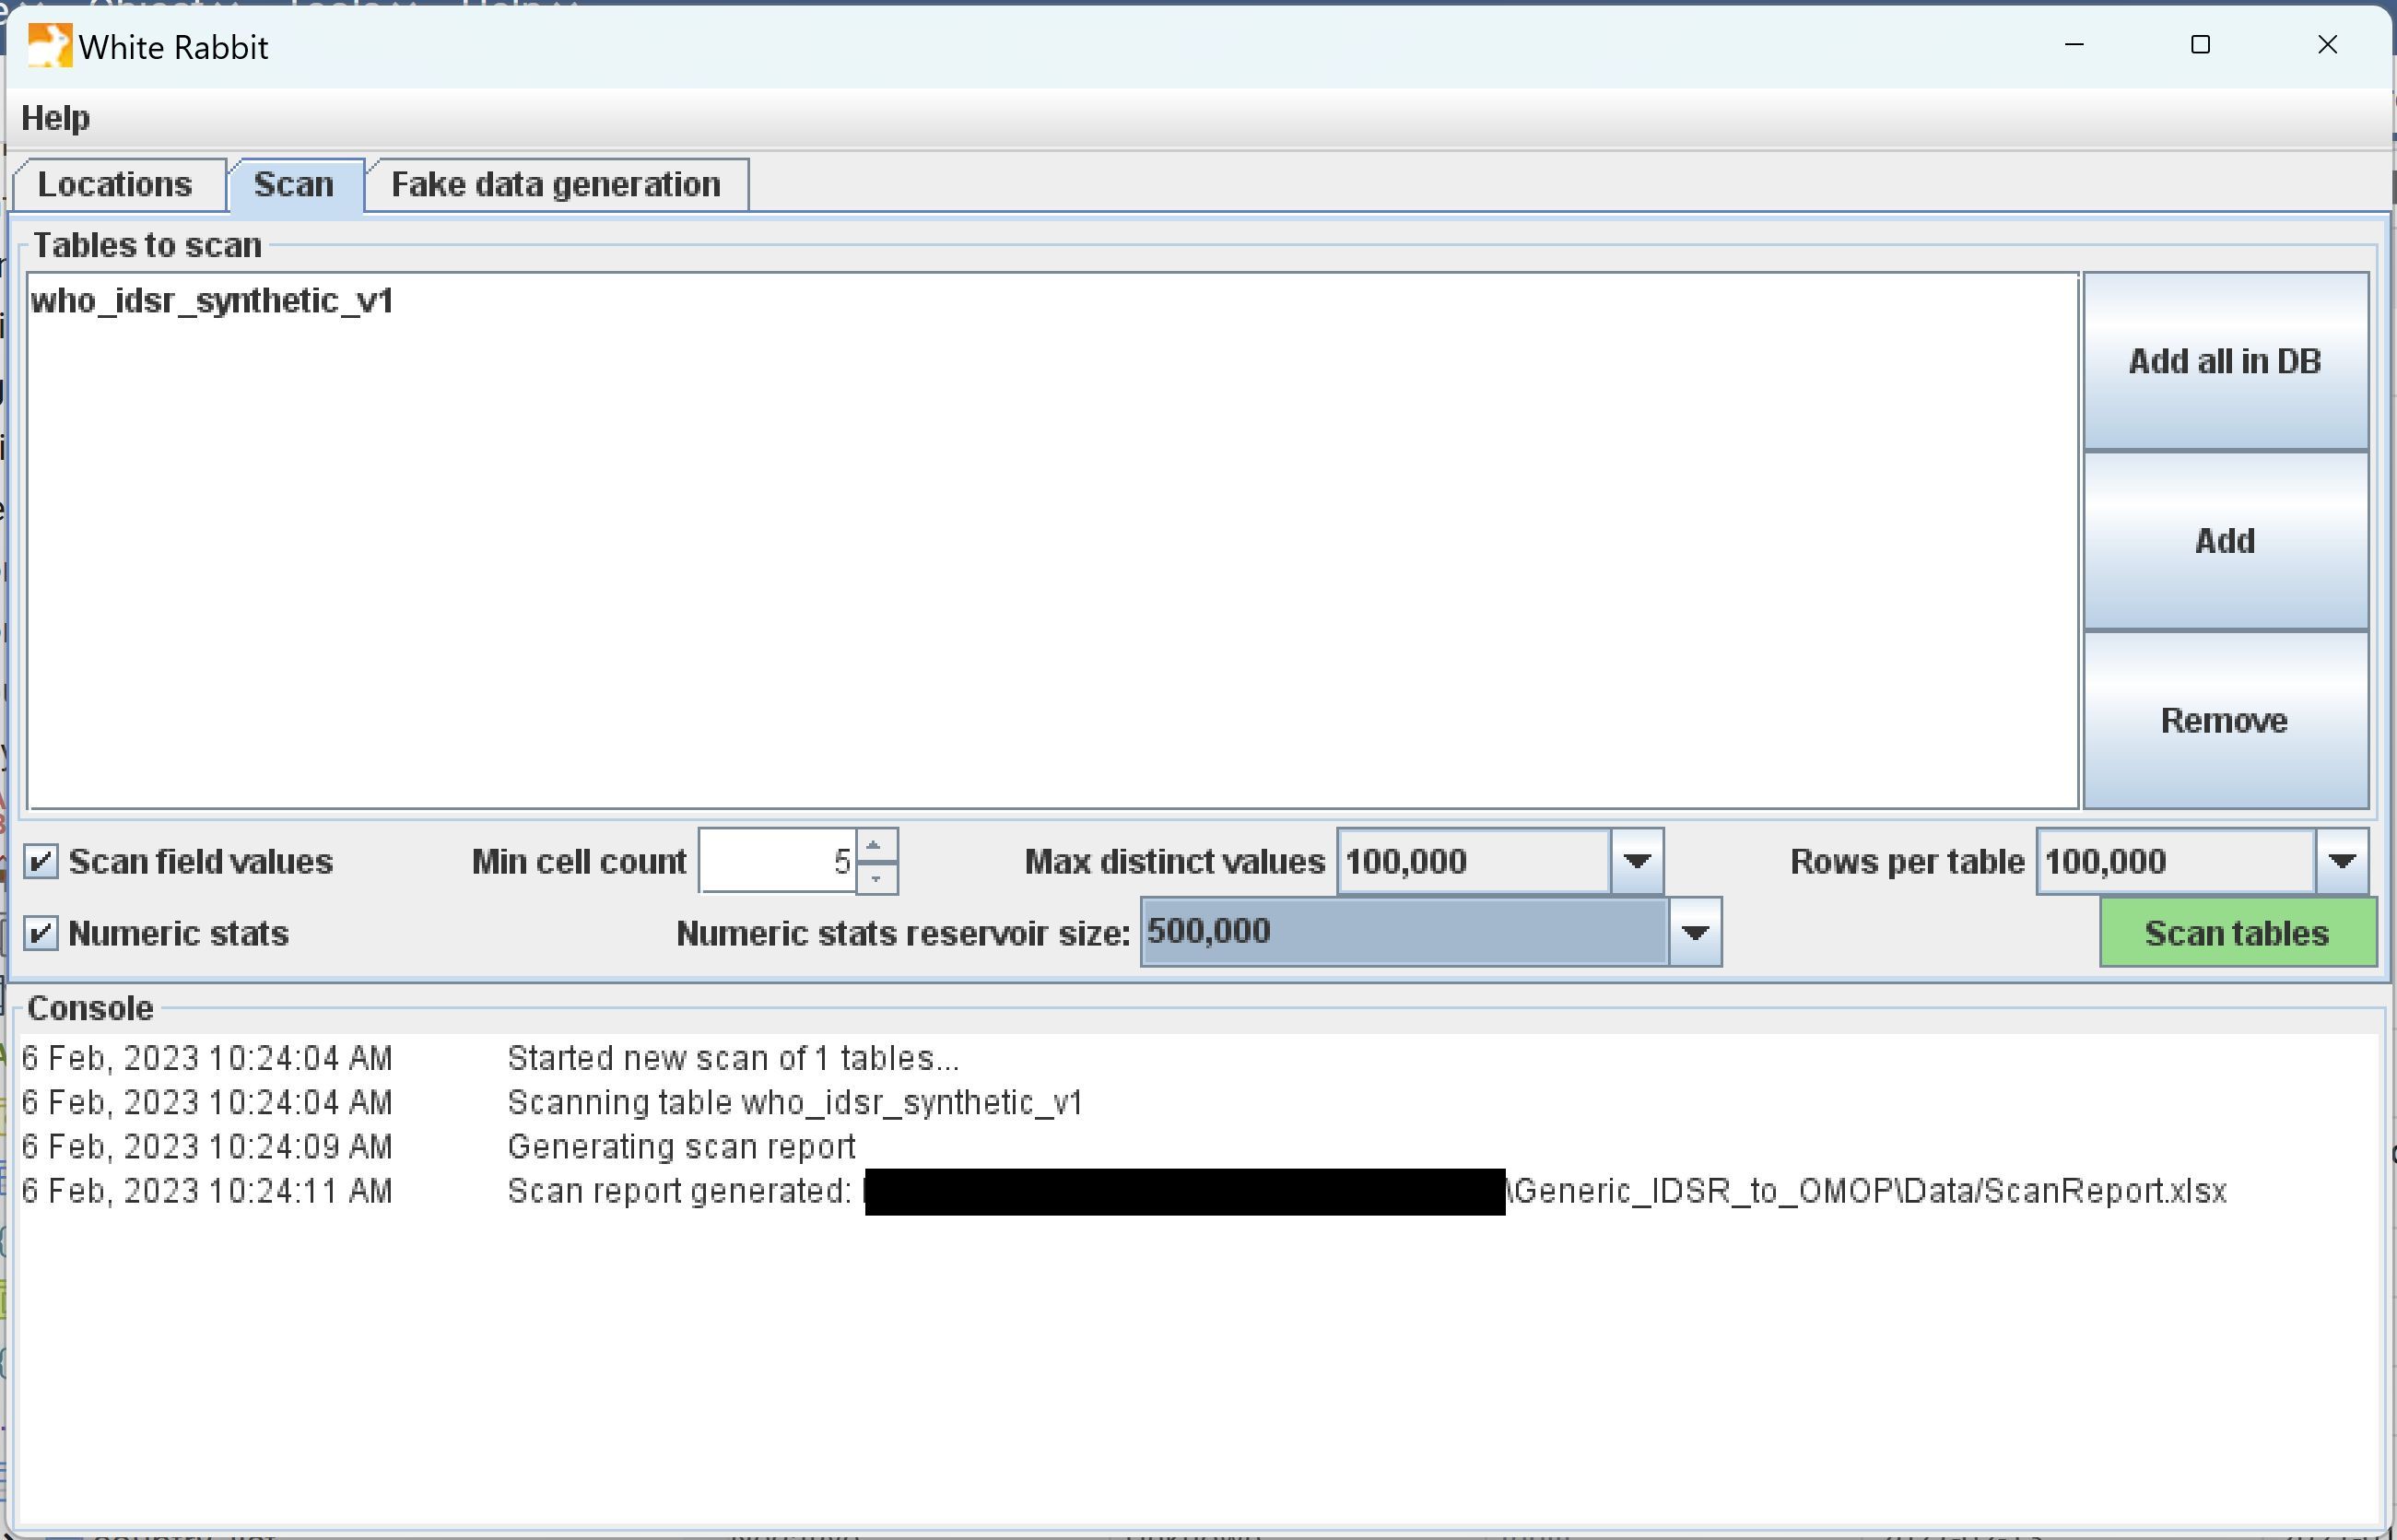 White Rabbit
Help
Locations Scan Fake data generation
Tables to scan
who_idsr_synthetic_v1
Add all in DB
Add
Remove
Scan field values Min cell count 5 Max distinct values 100,000 Rows per table 100,000
Numeric stats Numeric stats reservoir size: 500,000 Scan tables
Console
6 Feb, 2023 10:24:04 AM Started new scan of 1 tables...
6 Feb, 2023 10:24:04 AM Scanning table who_idsr_synthetic_v1
6 Feb, 2023 10:24:09 AM Generating scan report
6 Feb, 2023 10:24:11 AM Scan report generated: \Generic_IDSR_to_OMOP\Data/ScanReport.xlsx